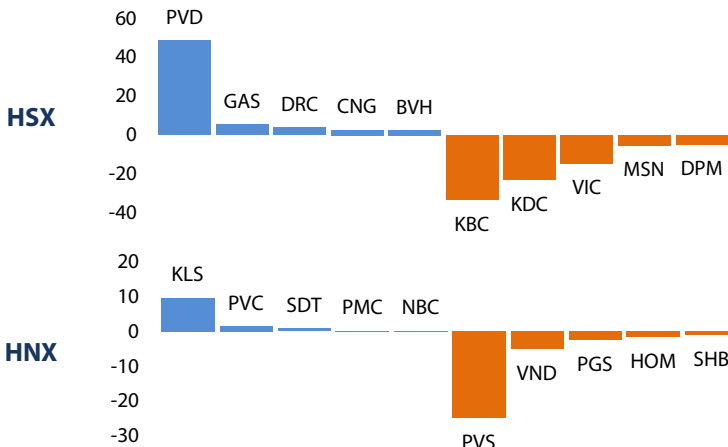 60
PVD
40
20
GAS DRC CNG BVH
HSX
0
-20
MSN DPM
VIC
KDC
-40
KBC
20
KLS
10
PVC SDT PMC NBC
0
HNX
-10
VND PGS HOM SHB
-20
-30
PVS